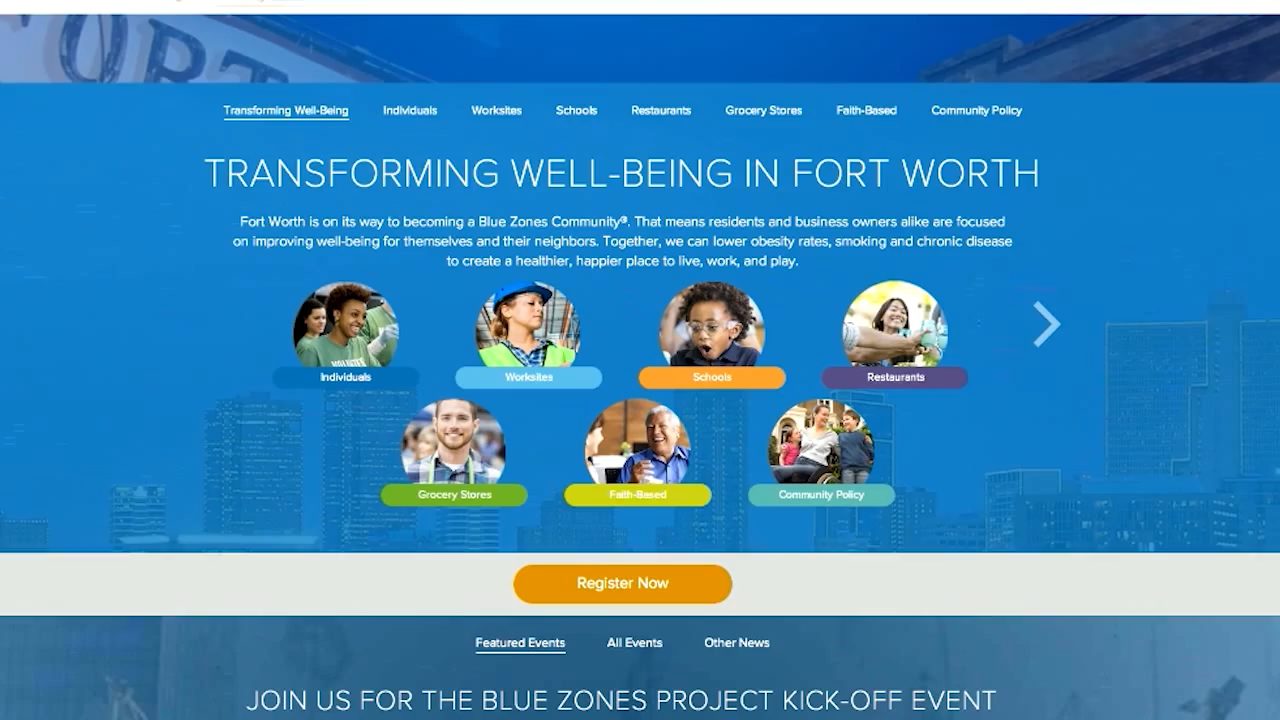 FORT
Transforming Well-Being Individuals Worksites Schools Restaurants Grocery Stores Faith-Based Community Policy
TRANSFORMING WELL-BEING IN FORT WORTH
Fort Worth is on its way to becoming a Blue Zones Community®. That means residents and business owners alike are focused
on improving well-being for themselves and their neighbors. Together, we can lower obesity rates, smoking and chronic disease
to create a healthier, happier place to live, work, and play.
Individuals Worksites Schools Restaurants
Grocery Stores Faith-Based Community Policy
Register Now
Featured Events All Events Other News
JOIN US FOR THE BLUE ZONES PROJECT KICK-OFF EVENT